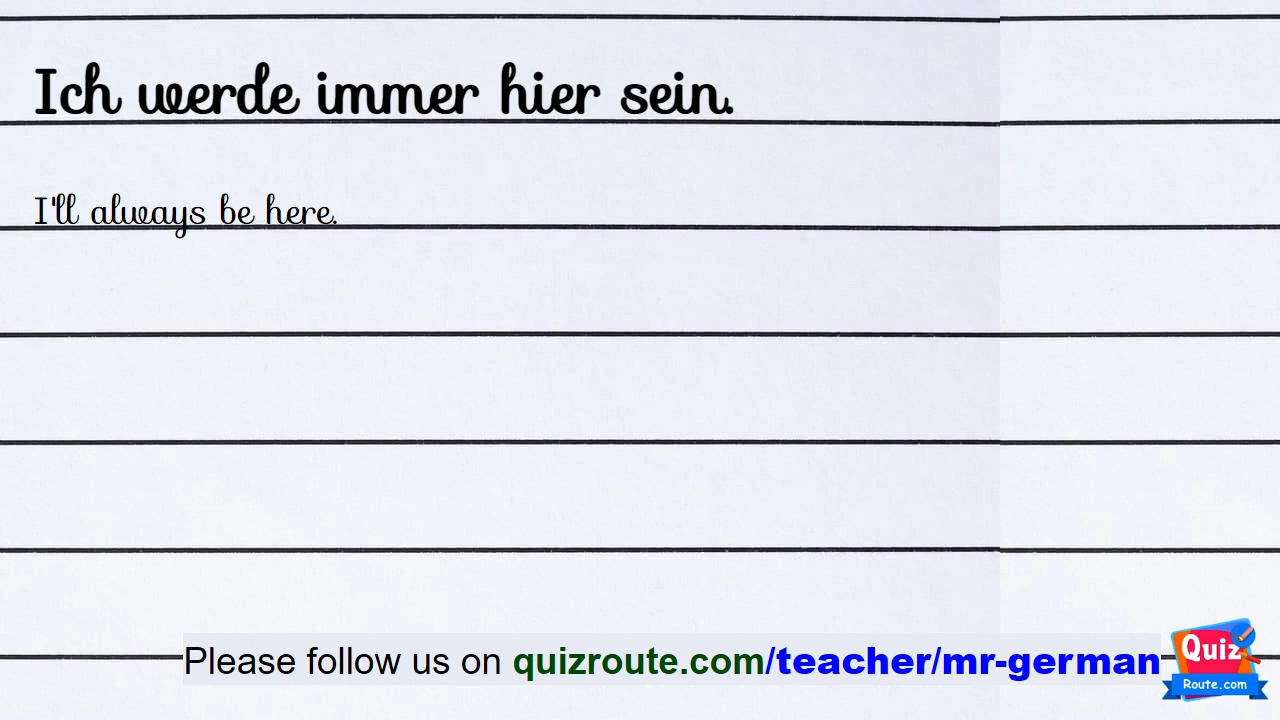 Ich werde immer hier sein.
I'll always be here.
Please follow us on quizroute.com/teacher/mr-german
Quiz
Route.com